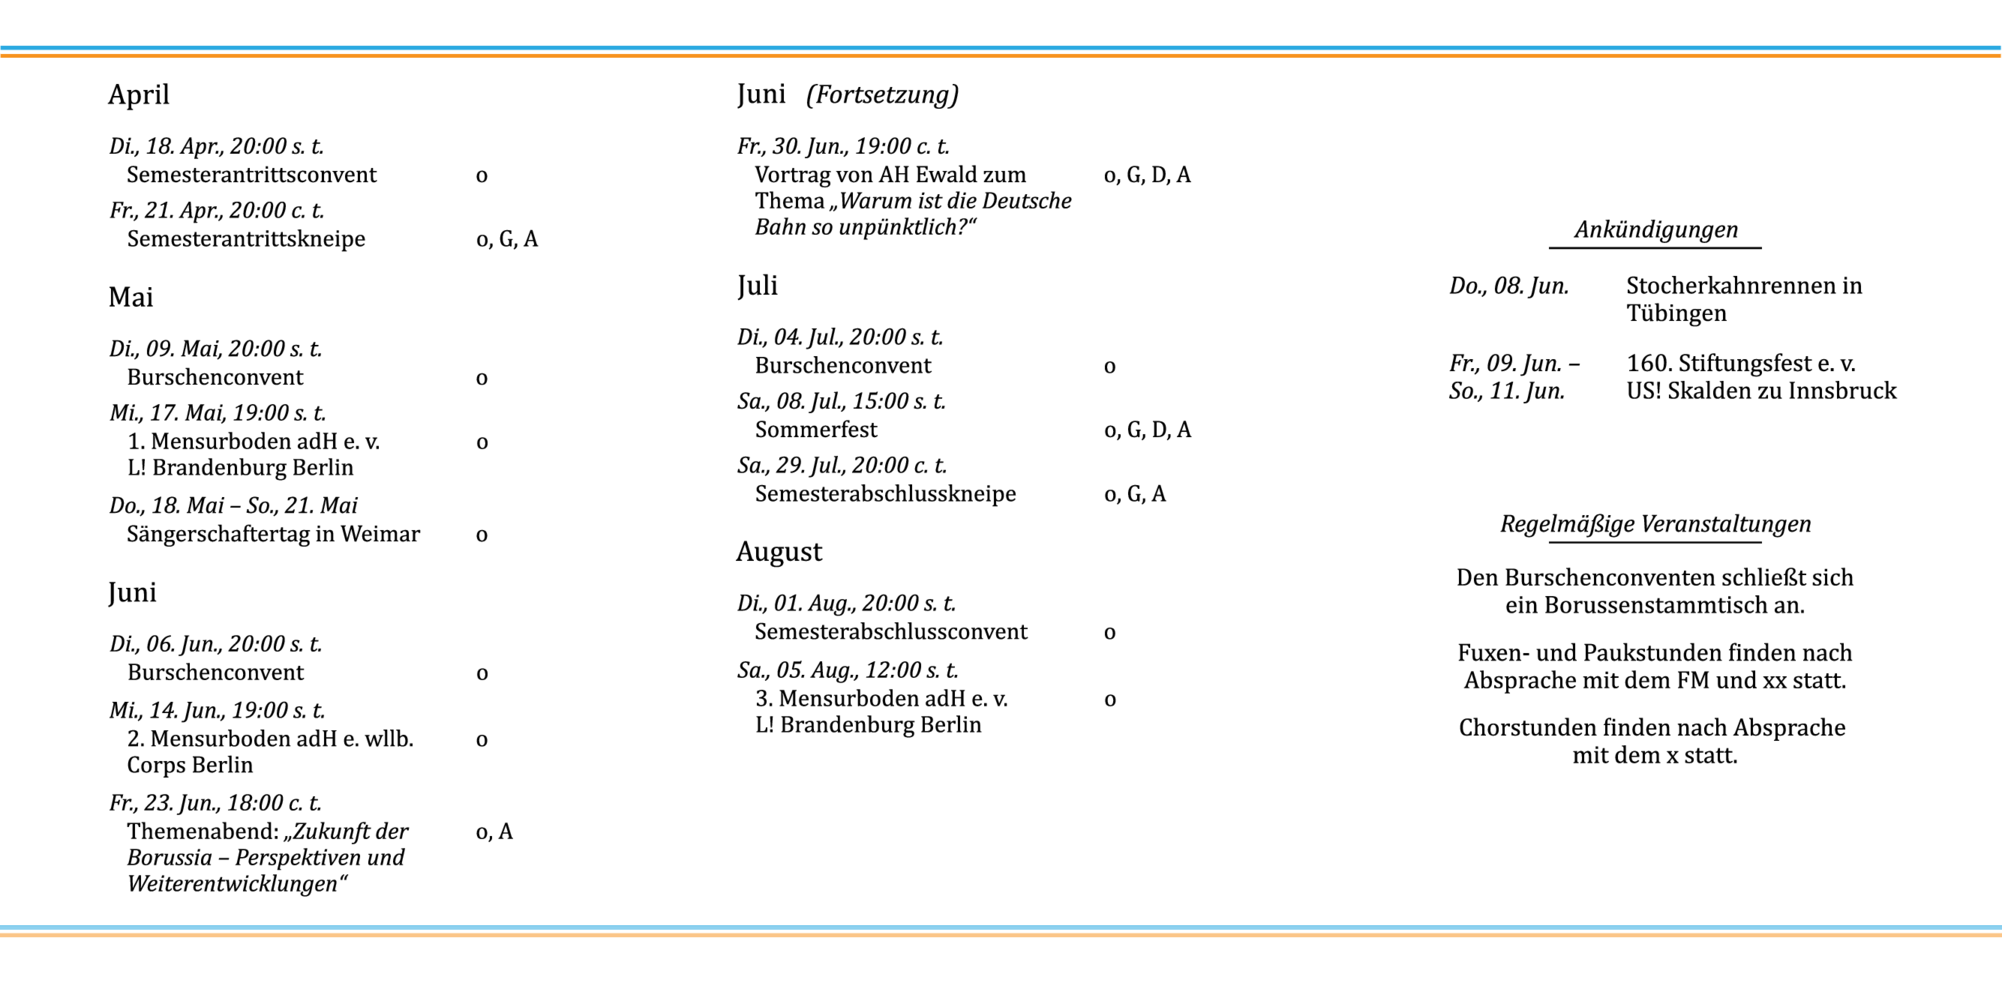 April
Di., 18. Apr., 20:00 s. t.
Semesterantrittsconvent o
Fr., 21. Apr., 20:00 c. t.
Semesterantrittskneipe o, G, A
Mai
Di., 09. Mai, 20:00 s. t.
Burschenconvent o
Mi., 17. Mai, 19:00 s. t.
1. Mensurboden adH e. v. o
L! Brandenburg Berlin
Do., 18. Mai – So., 21. Mai
Sängerschaftertag in Weimar o
Juni
Di., 06. Jun., 20:00 s. t.
Burschenconvent o
Mi., 14. Jun., 19:00 s. t.
2. Mensurboden adH e. wllb. o
Corps Berlin
Fr., 23. Jun., 18:00 c. t.
Themenabend: „Zukunft der o, A
Borussia – Perspektiven und
Weiterentwicklungen“
Juni (Fortsetzung)
Fr., 30. Jun., 19:00 c. t.
Vortrag von AH Ewald zum o, G, D, A
Thema „Warum ist die Deutsche
Bahn so unpünktlich?“
Juli
Di., 04. Jul., 20:00 s. t.
Burschenconvent o
Sa., 08. Jul., 15:00 s. t.
Sommerfest o, G, D, A
Sa., 29. Jul., 20:00 c. t.
Semesterabschlusskneipe o, G, A
August
Di., 01. Aug., 20:00 s. t.
Semesterabschlussconvent o
Sa., 05. Aug., 12:00 s. t.
3. Mensurboden adH e. v. o
L! Brandenburg Berlin
Ankündigungen
Do., 08. Jun. Stocherkahnrennen in
Tübingen
Fr., 09. Jun. – 160. Stiftungsfest e. v.
So., 11. Jun. US! Skalden zu Innsbruck
Regelmäßige Veranstaltungen
Den Burschenconventen schließt sich
ein Borussenstammtisch an.
Fuxen- und Paukstunden finden nach
Absprache mit dem FM und xx statt.
Chorstunden finden nach Absprache
mit dem x statt.